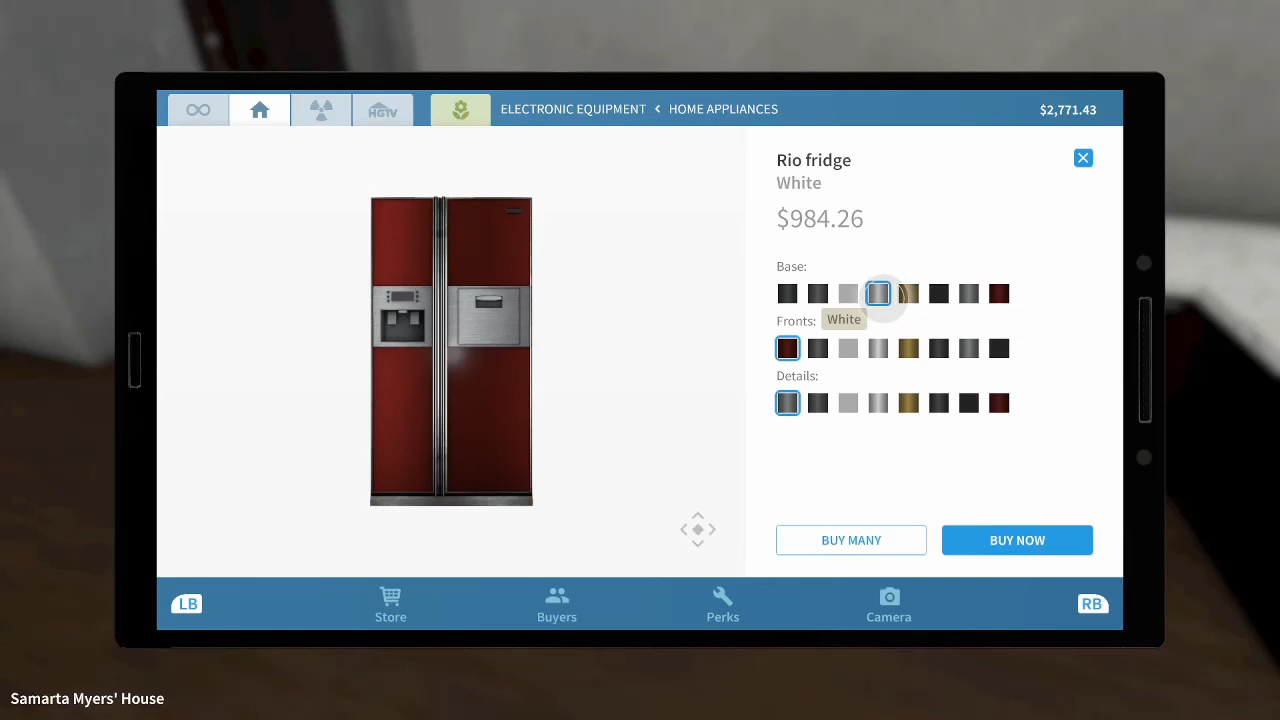 HGTV
ELECTRONIC EQUIPMENT < HOME APPLIANCES
$2,771.43
Rio fridge
White
$984.26
Base:
Fronts:
White
Details:
BUY MANY
BUY NOW
LB
Store
Buyers
Perks
Camera
RB
Samarta Myers' House